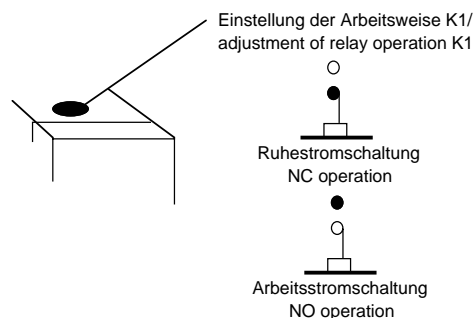 Einstellung der Arbeitsweise K1/
adjustment of relay operation K1
Ruhestromschaltung
NC operation
Arbeitsstromschaltung
NO operation